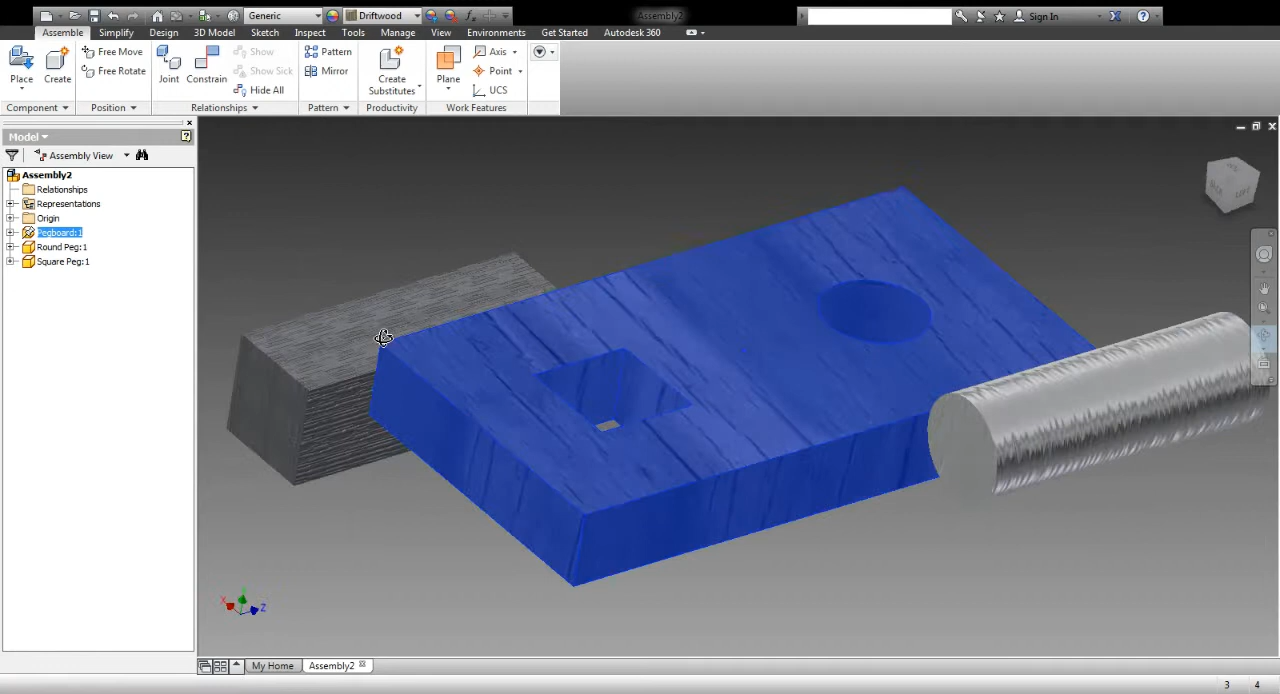 Generic
Driftwood
Assembly2
Sign In
Assemble Simplify Design 3D Model Sketch Inspect Tools Manage View Environments Get Started Autodesk 360
Place
Create
Free Move
Free Rotate
Joint
Constrain
Show
Show Sick
Hide All
Pattern
Mirror
Create
Substitutes
Plane
Axis
Point
UCS
Component Position Relationships Pattern Productivity Work Features
Model
Assembly View
Assembly2
Relationships
Representations
Origin
Pegboard:1
Round Peg:1
Square Peg:1
X Y Z
My Home Assembly2
3 4